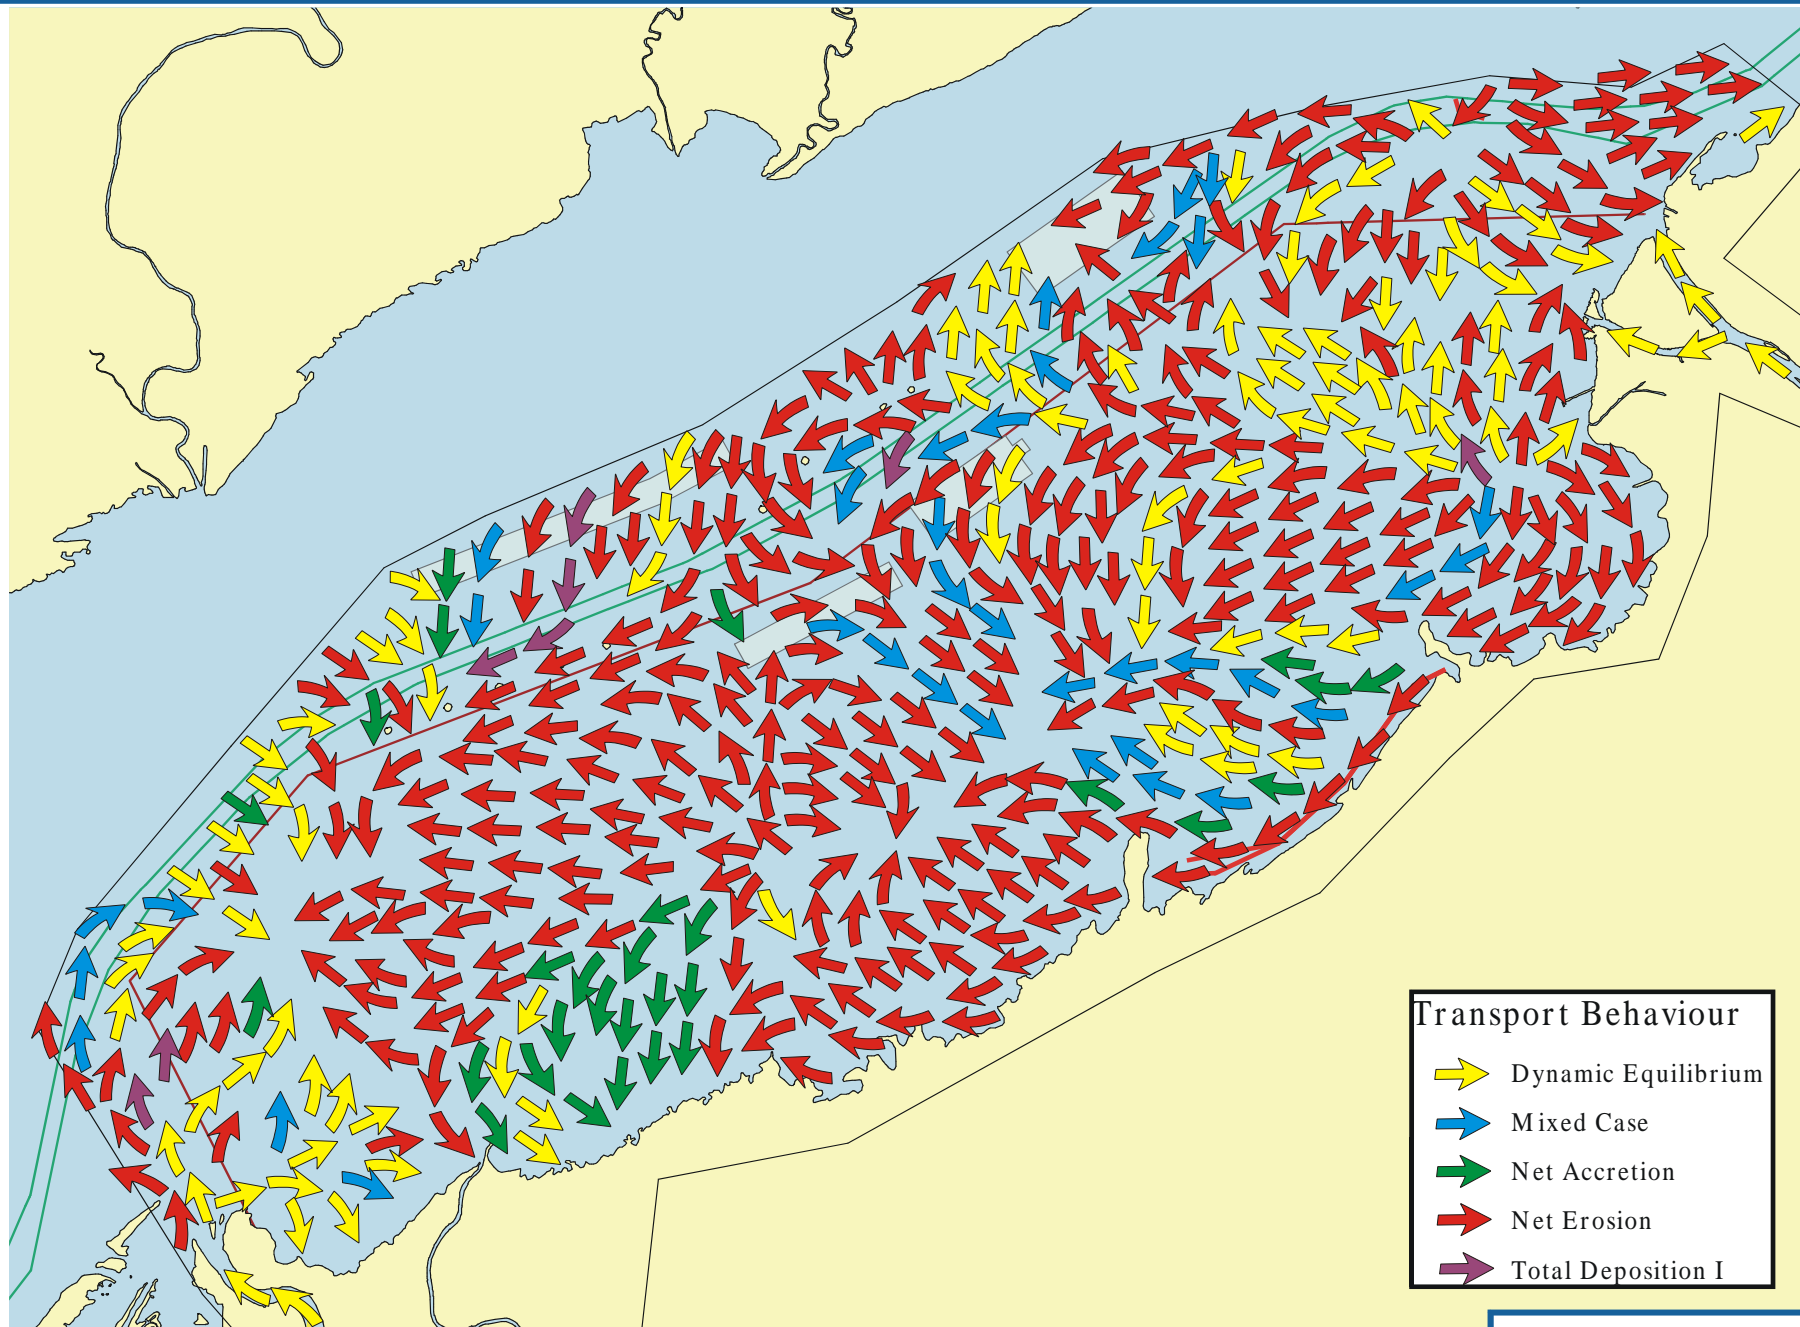 Transport Behaviour
Dynamic Equilibrium
Mixed Case
Net Accretion
Net Erosion
Total Deposition I